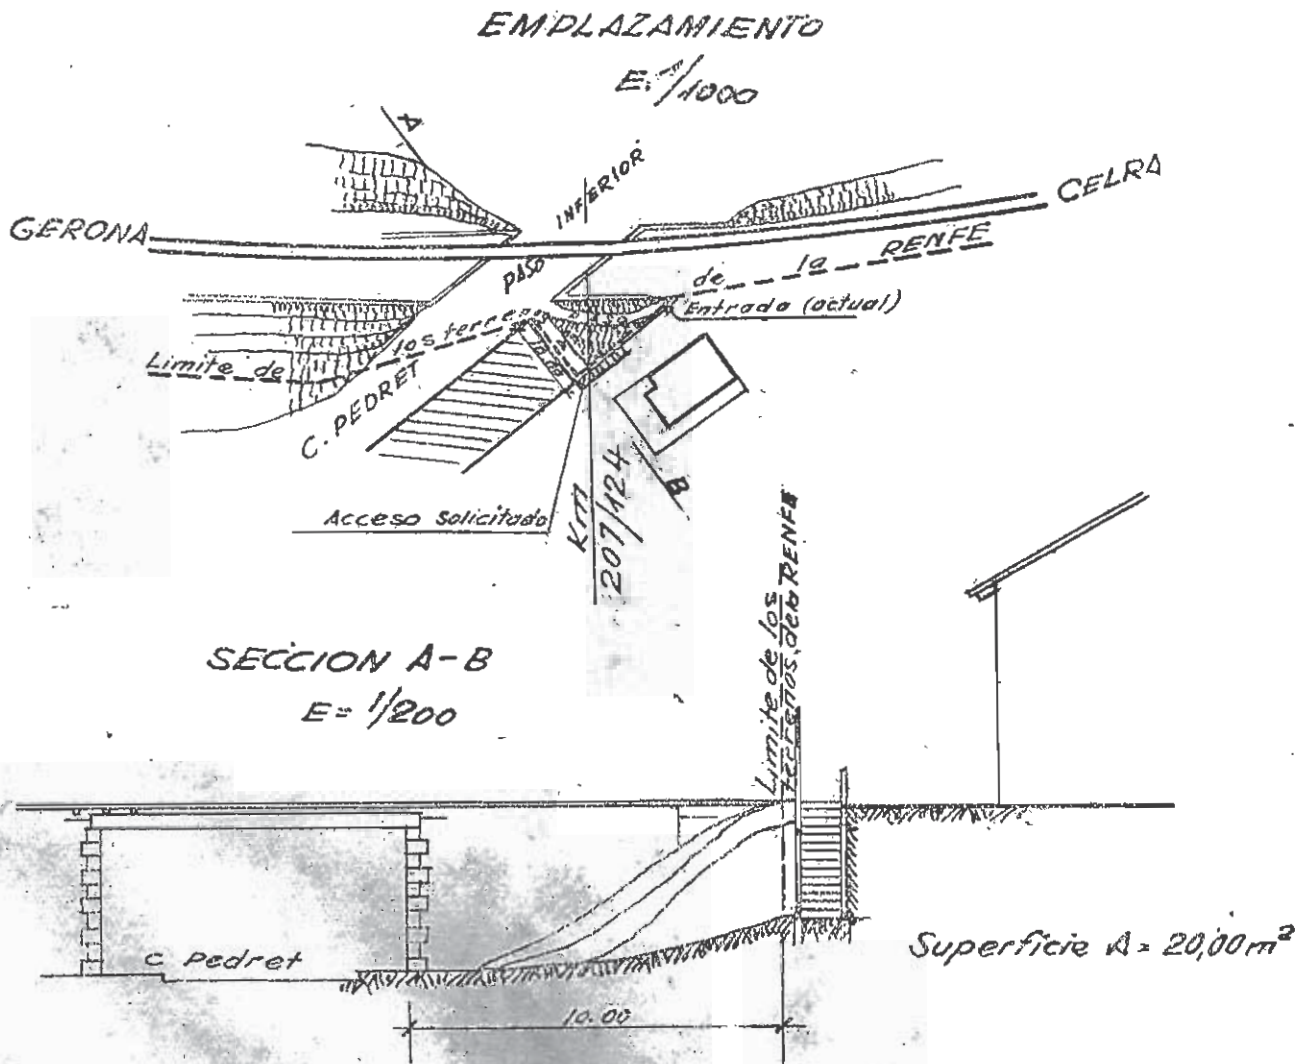 EMPLAZAMIENTO
E: 1/1000
A
INFERIOR
PASO
GERONA
CELRA
Limite de los terrenos de la RENFE
Entrada (actual)
10.00
C. PEDRET
B
Acceso Solicitado
KM
207/124
SECCION A-B
E= 1/200
Limite de los
terrenos, de la RENFE
C Pedret
10.00
Superficie A = 20,00 m²